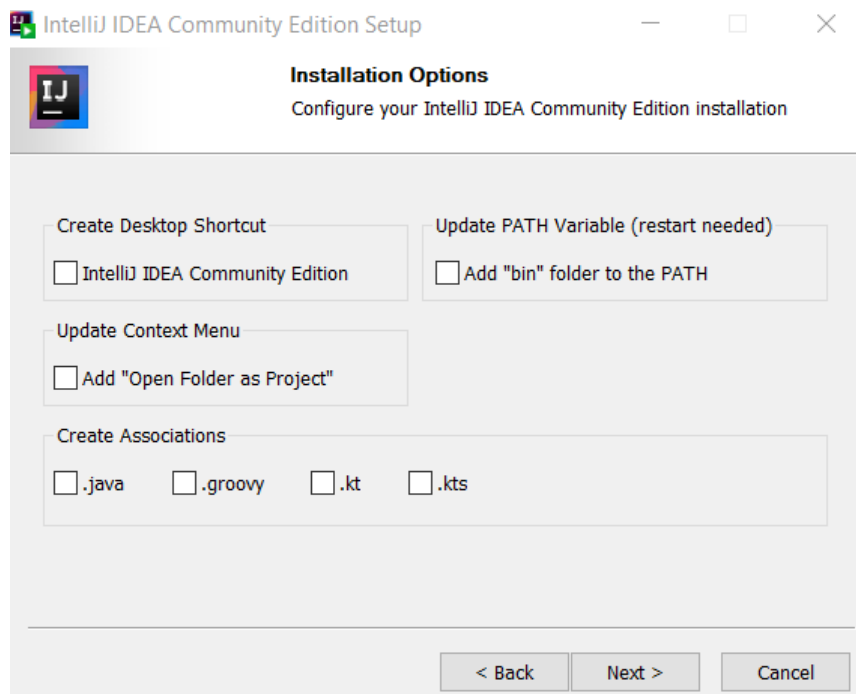 IntelliJ IDEA Community Edition Setup
IJ
Installation Options
Configure your IntelliJ IDEA Community Edition installation
Create Desktop Shortcut
IntelliJ IDEA Community Edition
Update PATH Variable (restart needed)
Add "bin" folder to the PATH
Update Context Menu
Add "Open Folder as Project"
Create Associations
.java .groovy .kt .kts
< Back Next > Cancel